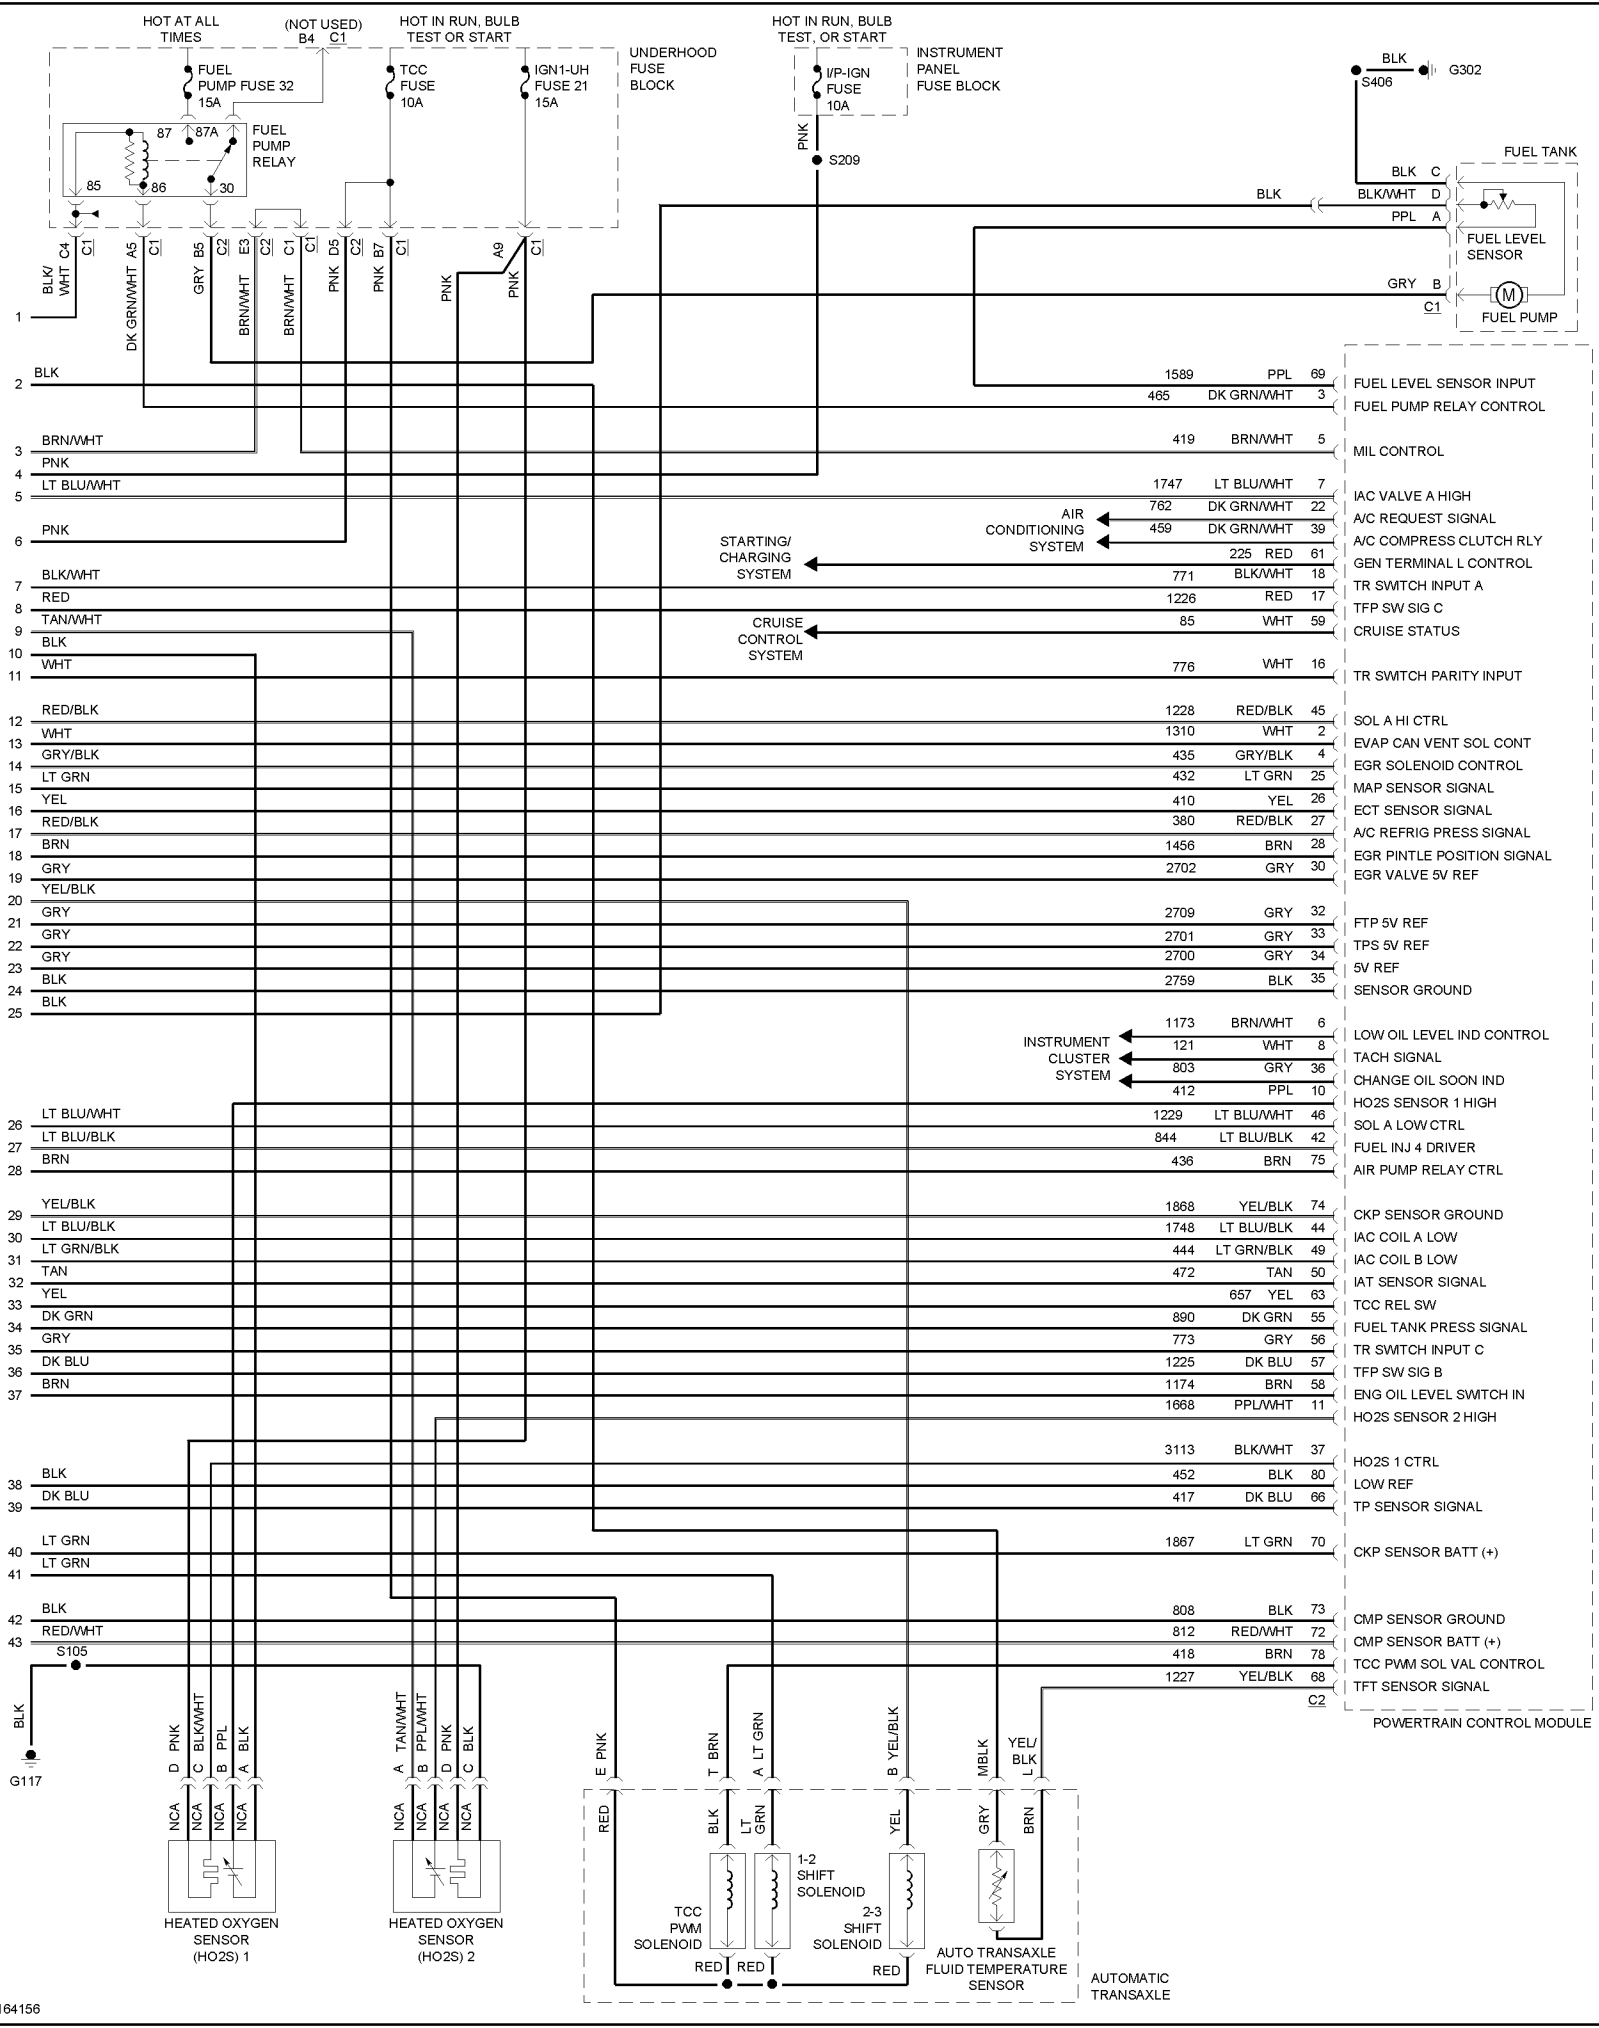 HOT AT ALL
TIMES
(NOT USED)
B4 C1
HOT IN RUN, BULB
TEST OR START
HOT IN RUN, BULB
TEST, OR START
FUEL
PUMP FUSE 32
15A
TCC
FUSE
10A
IGN1-UH
FUSE 21
15A
UNDERHOOD
FUSE
BLOCK
I/P-IGN
FUSE
10A
INSTRUMENT
PANEL
FUSE BLOCK
BLK
S406
G302
87 87A
FUEL
PUMP
RELAY
85 86 30
PNK
S209
FUEL TANK
BLK C
BLK
BLK/WHT D
PPL A
FUEL LEVEL
SENSOR
GRY B
C1
M
FUEL PUMP
BLK/
WHT C4 C1
DK GRN/WHT A5 C1
GRY B5 C2
BRN/WHT E3 C2
BRN/WHT C1 C1
PNK D5 C2
PNK B7 C1
PNK
PNK A9 C1
1
2 BLK
3 BRN/WHT
4 PNK
5 LT BLU/WHT
6 PNK
7 BLK/WHT
8 RED
9 TAN/WHT
10 BLK
11 WHT
12 RED/BLK
13 WHT
14 GRY/BLK
15 LT GRN
16 YEL
17 RED/BLK
18 BRN
19 GRY
20 YEL/BLK
21 GRY
22 GRY
23 GRY
24 BLK
25 BLK
26 LT BLU/WHT
27 LT BLU/BLK
28 BRN
29 YEL/BLK
30 LT BLU/BLK
31 LT GRN/BLK
32 TAN
33 YEL
34 DK GRN
35 GRY
36 DK BLU
37 BRN
38 BLK
39 DK BLU
40 LT GRN
41 LT GRN
42 BLK
43 RED/WHT
AIR
CONDITIONING
SYSTEM
STARTING/
CHARGING
SYSTEM
CRUISE
CONTROL
SYSTEM
INSTRUMENT
CLUSTER
SYSTEM
1589 PPL 69 FUEL LEVEL SENSOR INPUT
465 DK GRN/WHT 3 FUEL PUMP RELAY CONTROL
419 BRN/WHT 5 MIL CONTROL
1747 LT BLU/WHT 7 IAC VALVE A HIGH
762 DK GRN/WHT 22 A/C REQUEST SIGNAL
459 DK GRN/WHT 39 A/C COMPRESS CLUTCH RLY
225 RED 61 GEN TERMINAL L CONTROL
771 BLK/WHT 18 TR SWITCH INPUT A
1226 RED 17 TFP SW SIG C
85 WHT 59 CRUISE STATUS
776 WHT 16 TR SWITCH PARITY INPUT
1228 RED/BLK 45 SOL A HI CTRL
1310 WHT 2 EVAP CAN VENT SOL CONT
435 GRY/BLK 4 EGR SOLENOID CONTROL
432 LT GRN 25 MAP SENSOR SIGNAL
410 YEL 26 ECT SENSOR SIGNAL
380 RED/BLK 27 A/C REFRIG PRESS SIGNAL
1456 BRN 28 EGR PINTLE POSITION SIGNAL
2702 GRY 30 EGR VALVE 5V REF
2709 GRY 32 FTP 5V REF
2701 GRY 33 TPS 5V REF
2700 GRY 34 5V REF
2759 BLK 35 SENSOR GROUND
1173 BRN/WHT 6 LOW OIL LEVEL IND CONTROL
121 WHT 8 TACH SIGNAL
803 GRY 36 CHANGE OIL SOON IND
412 PPL 10 HO2S SENSOR 1 HIGH
1229 LT BLU/WHT 46 SOL A LOW CTRL
844 LT BLU/BLK 42 FUEL INJ 4 DRIVER
436 BRN 75 AIR PUMP RELAY CTRL
1868 YEL/BLK 74 CKP SENSOR GROUND
1748 LT BLU/BLK 44 IAC COIL A LOW
444 LT GRN/BLK 49 IAC COIL B LOW
472 TAN 50 IAT SENSOR SIGNAL
657 YEL 63 TCC REL SW
890 DK GRN 55 FUEL TANK PRESS SIGNAL
773 GRY 56 TR SWITCH INPUT C
1225 DK BLU 57 TFP SW SIG B
1174 BRN 58 ENG OIL LEVEL SWITCH IN
1668 PPL/WHT 11 HO2S SENSOR 2 HIGH
3113 BLK/WHT 37 HO2S 1 CTRL
452 BLK 80 LOW REF
417 DK BLU 66 TP SENSOR SIGNAL
1867 LT GRN 70 CKP SENSOR BATT (+)
808 BLK 73 CMP SENSOR GROUND
812 RED/WHT 72 CMP SENSOR BATT (+)
418 BRN 78 TCC PWM SOL VAL CONTROL
1227 YEL/BLK 68 TFT SENSOR SIGNAL
C2
POWERTRAIN CONTROL MODULE
S105
BLK
G117
D PNK
C BLK/WHT
B PPL
A BLK
NCA NCA NCA NCA
HEATED OXYGEN
SENSOR
(HO2S) 1
A TAN/WHT
B PPL/WHT
D PNK
C BLK
NCA NCA NCA NCA
HEATED OXYGEN
SENSOR
(HO2S) 2
E PNK
T BRN
A LT GRN
B YEL/BLK
MBLK
YEL/
BLK L
RED
BLK
LT
GRN
YEL
GRY
BRN
1-2
SHIFT
SOLENOID
TCC
PWM
SOLENOID
2-3
SHIFT
SOLENOID
RED RED RED
AUTO TRANSAXLE
FLUID TEMPERATURE
SENSOR
AUTOMATIC
TRANSAXLE
164156